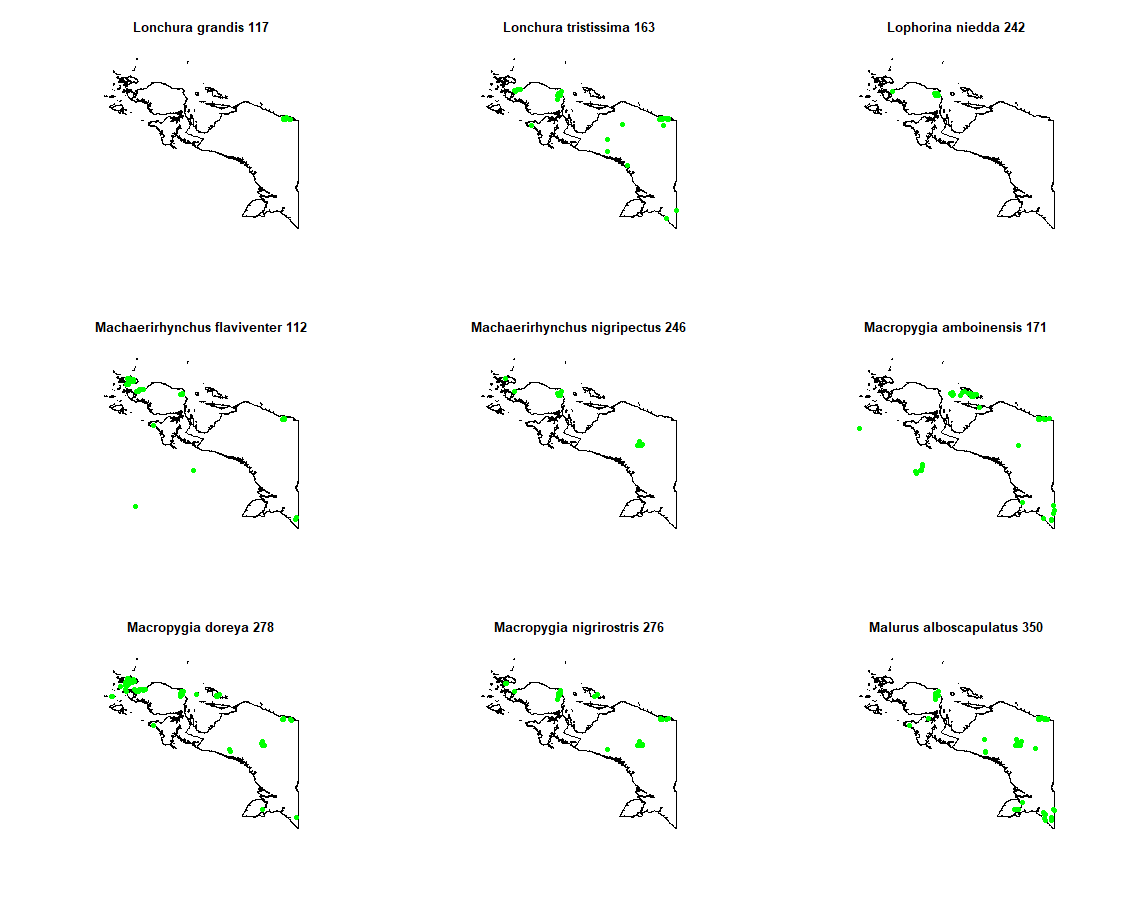 Lonchura grandis 117
Lonchura tristissima 163
Lophorina niedda 242
Machaerirhynchus flaviventer 112
Machaerirhynchus nigripectus 246
Macropygia amboinensis 171
Macropygia doreya 278
Macropygia nigrirostris 276
Malurus alboscapulatus 350